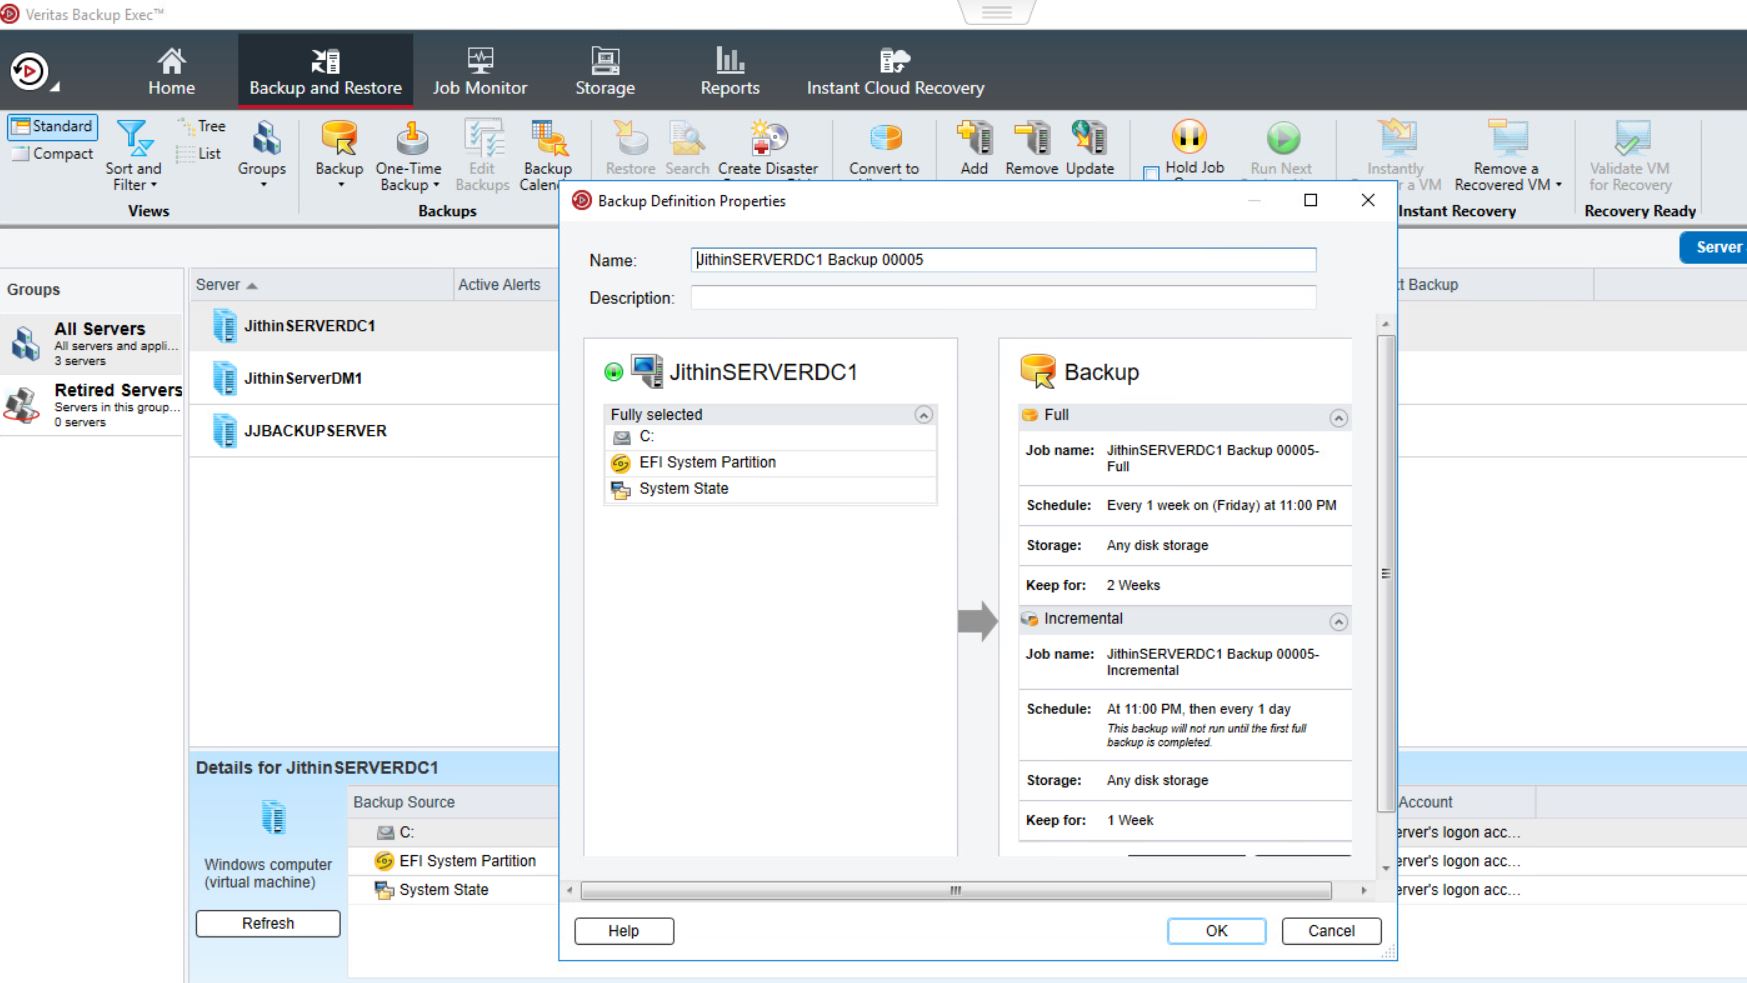 Veritas Backup Exec™
Home
Backup and Restore
Job Monitor
Storage
Reports
Instant Cloud Recovery
Standard
Compact
Sort and
Filter
Tree
List
Groups
Views
Backup
One-Time
Backup
Edit
Backups
Backup
Calen
Backups
Restore
Search
Create Disaster
Convert to
Add
Remove
Update
Hold Job
Run Next
Instantly
r a VM
Remove a
Recovered VM
Instant Recovery
Validate VM
for Recovery
Recovery Ready
Server
Groups
All Servers
All servers and appli...
3 servers
Retired Servers
Servers in this group...
0 servers
Server
Active Alerts
t Backup
JithinSERVERDC1
JithinServerDM1
JJBACKUPSERVER
Backup Definition Properties
Name:
JithinSERVERDC1 Backup 00005
Description:
JithinSERVERDC1
Fully selected
C:
EFI System Partition
System State
Backup
Full
Job name: JithinSERVERDC1 Backup 00005-
Full
Schedule: Every 1 week on (Friday) at 11:00 PM
Storage: Any disk storage
Keep for: 2 Weeks
Incremental
Job name: JithinSERVERDC1 Backup 00005-
Incremental
Schedule: At 11:00 PM, then every 1 day
This backup will not run until the first full
backup is completed.
Storage: Any disk storage
Keep for: 1 Week
Help
OK
Cancel
Details for JithinSERVERDC1
Windows computer
(virtual machine)
Refresh
Backup Source
C:
EFI System Partition
System State
Account
erver's logon acc...
erver's logon acc...
erver's logon acc...